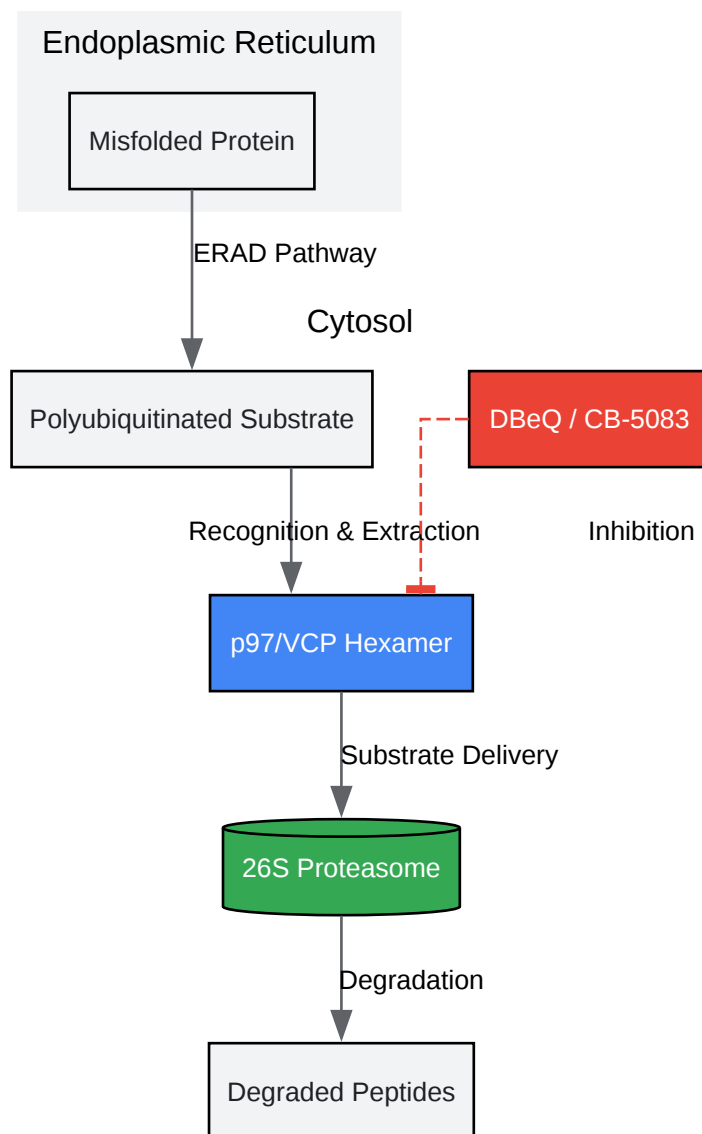 Endoplasmic Reticulum
Misfolded Protein
ERAD Pathway
Cytosol
Polyubiquitinated Substrate
DBeQ / CB-5083
Recognition & Extraction
Inhibition
p97/VCP Hexamer
Substrate Delivery
26S Proteasome
Degradation
Degraded Peptides